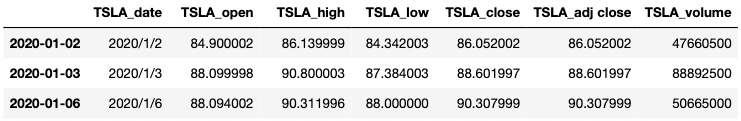 TSLA_date TSLA_open TSLA_high TSLA_low TSLA_close TSLA_adj close TSLA_volume
2020-01-02 2020/1/2 84.900002 86.139999 84.342003 86.052002 86.052002 47660500
2020-01-03 2020/1/3 88.099998 90.800003 87.384003 88.601997 88.601997 88892500
2020-01-06 2020/1/6 88.094002 90.311996 88.000000 90.307999 90.307999 50665000